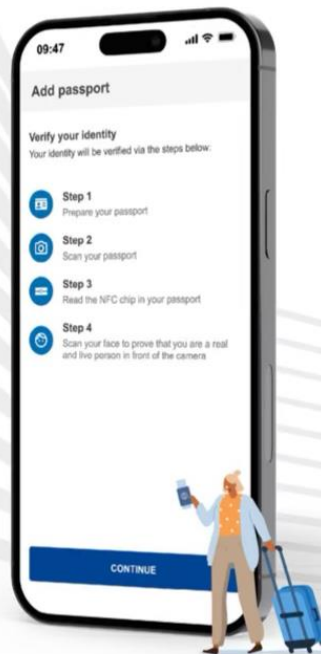 09:47
Add passport
Verify your identity
Your identity will be verified via the steps below:
Step 1
Prepare your passport
Step 2
Scan your passport
Step 3
Read the NFC chip in your passport
Step 4
Scan your face to prove that you are a real
and live person in front of the camera
CONTINUE